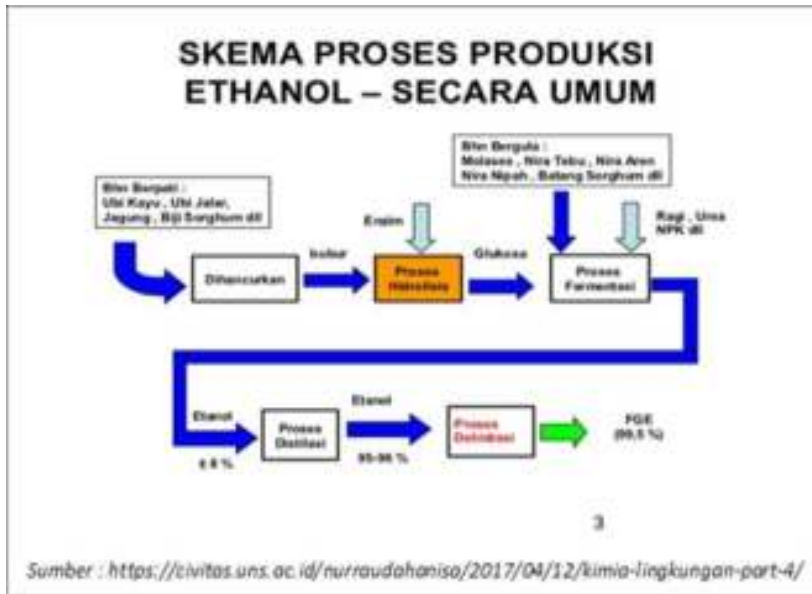 SKEMA PROSES PRODUKSI
ETHANOL – SECARA UMUM
Bhn Berpati :
Ubi Kayu , Ubi Jalar,
Jagung , Biji Sorghum dll
Bhn Bergula :
Molases , Nira Tebu , Nira Aren
Nira Nipah , Batang Sorghum dll
Enzim
Ragi , Urea
NPK dll
Dihancurkan
bubur
Proses
Hidrolisis
Glukosa
Proses
Fermentasi
Etanol
± 8 %
Proses
Distilasi
Etanol
95-96 %
Proses
Dehidrasi
FGE
(99,5 %)
3
Sumber : https://civitas.uns.ac.id/nurraudahanisa/2017/04/12/kimia-lingkungan-part-4/